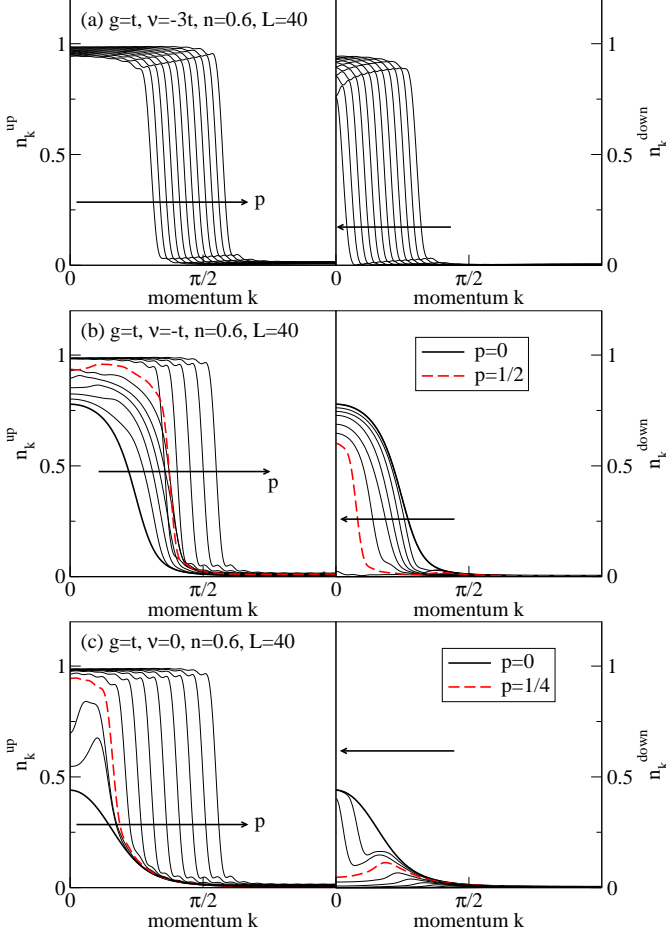 (a) g=t, ν=-3t, n=0.6, L=40
1
0.5
0
n_k^up
p
0
π/2
momentum k
0
π/2
momentum k
1
0.5
0
n_k^down
(b) g=t, ν=-t, n=0.6, L=40
1
0.5
0
n_k^up
p
p=0
p=1/2
0
π/2
momentum k
0
π/2
momentum k
1
0.5
0
n_k^down
(c) g=t, ν=0, n=0.6, L=40
1
0.5
0
n_k^up
p
p=0
p=1/4
0
π/2
momentum k
0
π/2
momentum k
1
0.5
0
n_k^down